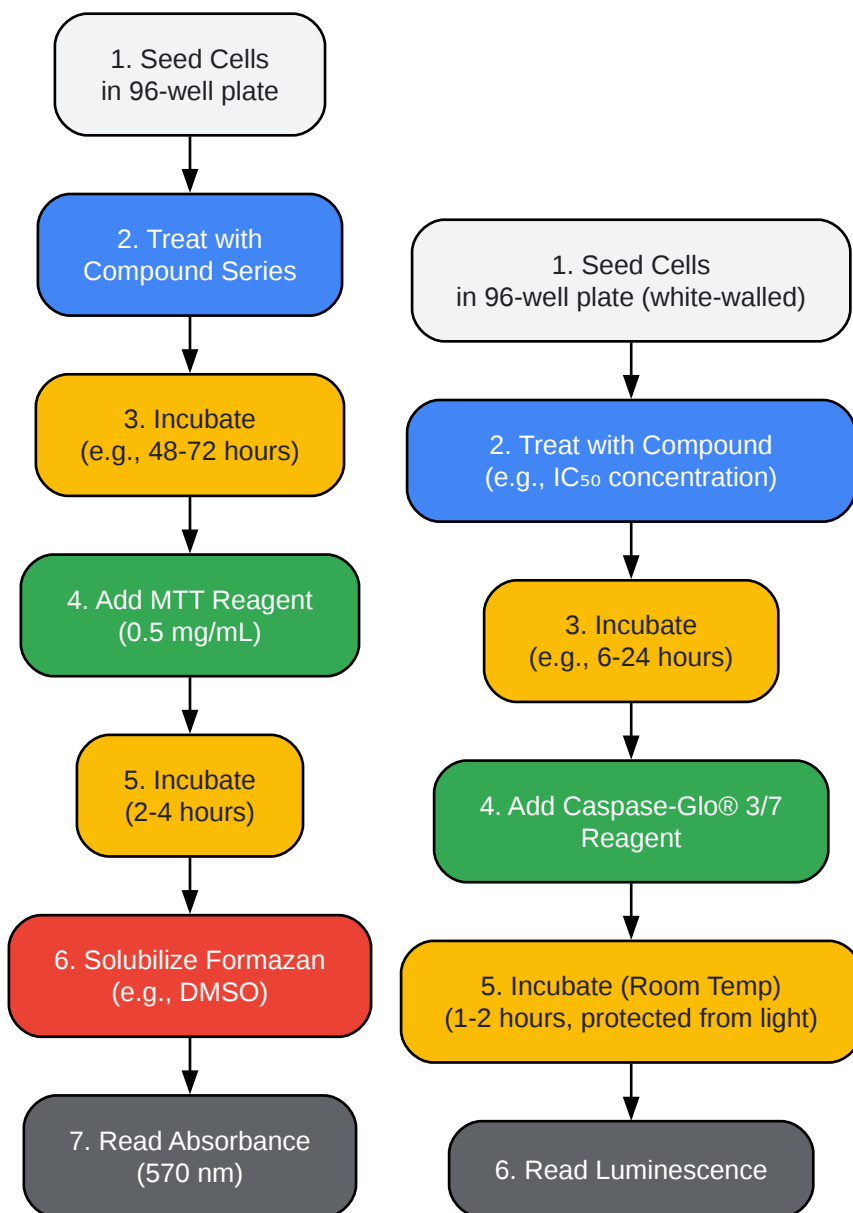 1. Seed Cells
in 96-well plate
2. Treat with
Compound Series
3. Incubate
(e.g., 48-72 hours)
4. Add MTT Reagent
(0.5 mg/mL)
5. Incubate
(2-4 hours)
6. Solubilize Formazan
(e.g., DMSO)
7. Read Absorbance
(570 nm)
1. Seed Cells
in 96-well plate (white-walled)
2. Treat with Compound
(e.g., IC₅₀ concentration)
3. Incubate
(e.g., 6-24 hours)
4. Add Caspase-Glo® 3/7
Reagent
5. Incubate (Room Temp)
(1-2 hours, protected from light)
6. Read Luminescence